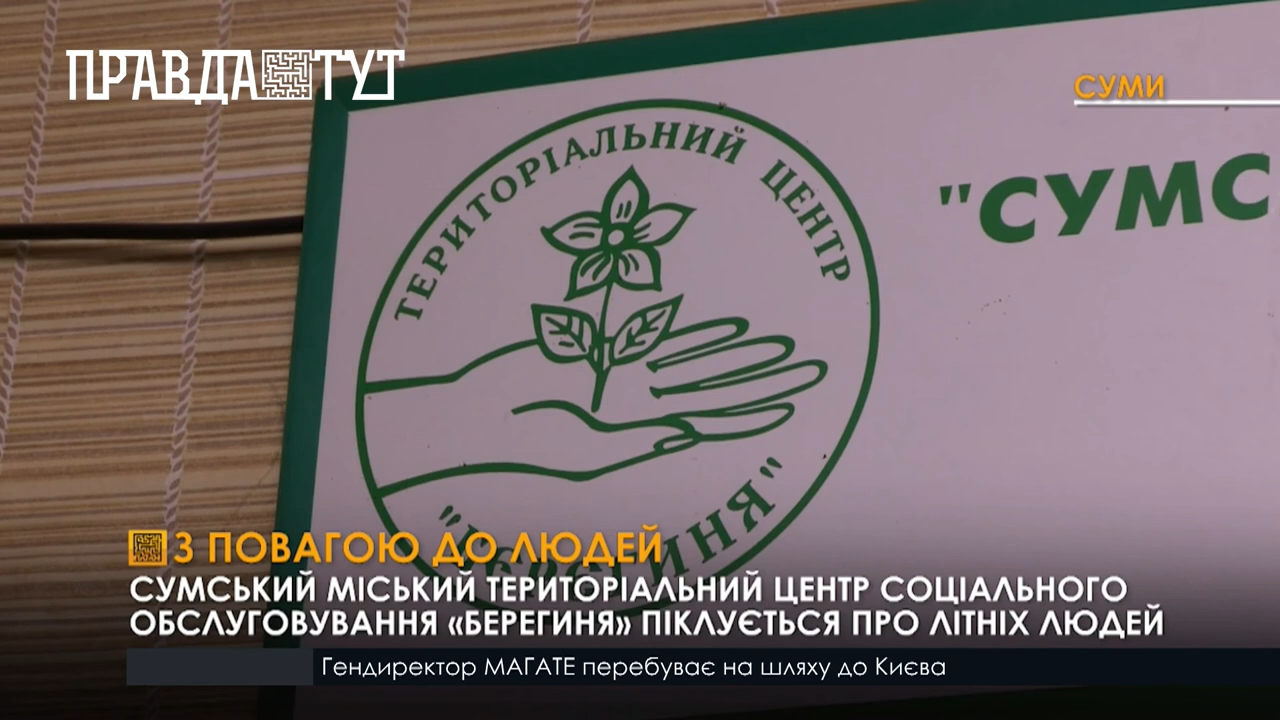 ПРАВДА ТУТ
СУМИ
ТЕРИТОРІАЛЬНИЙ ЦЕНТР
"СУМС
З ПОВАГОЮ ДО ЛЮДЕЙ
СУМСЬКИЙ МІСЬКИЙ ТЕРИТОРІАЛЬНИЙ ЦЕНТР СОЦІАЛЬНОГО
ОБСЛУГОВУВАННЯ «БЕРЕГИНЯ» ПІКЛУЄТЬСЯ ПРО ЛІТНІХ ЛЮДЕЙ
Гендиректор МАГАТЕ перебуває на шляху до Києва